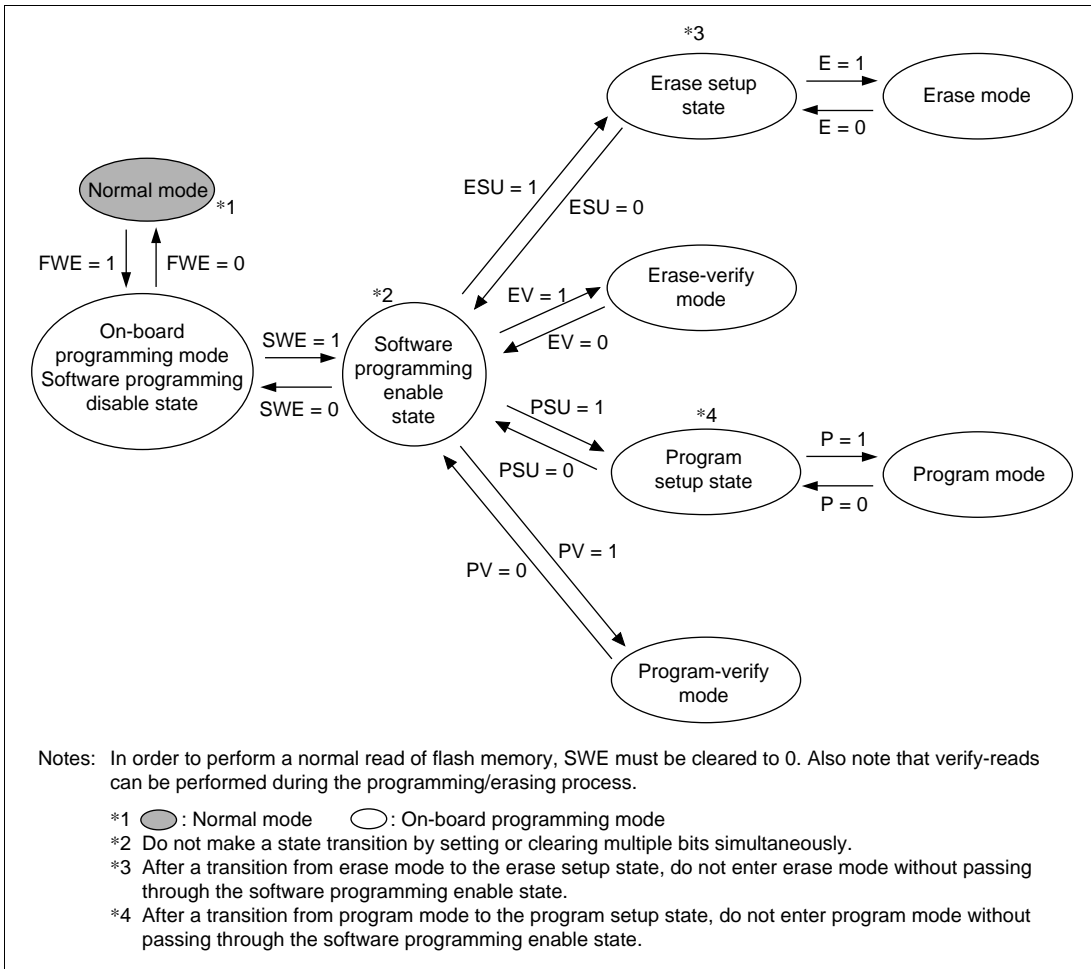 *3
Erase setup
state
E = 1
E = 0
Erase mode
Normal mode
*1
FWE = 1
FWE = 0
ESU = 1
ESU = 0
Erase-verify
mode
EV = 1
EV = 0
*2
On-board
programming mode
Software programming
disable state
SWE = 1
SWE = 0
Software
programming
enable
state
PSU = 1
PSU = 0
*4
Program
setup state
P = 1
P = 0
Program mode
PV = 1
PV = 0
Program-verify
mode
Notes: In order to perform a normal read of flash memory, SWE must be cleared to 0. Also note that verify-reads
can be performed during the programming/erasing process.
*1 : Normal mode : On-board programming mode
*2 Do not make a state transition by setting or clearing multiple bits simultaneously.
*3 After a transition from erase mode to the erase setup state, do not enter erase mode without passing
through the software programming enable state.
*4 After a transition from program mode to the program setup state, do not enter program mode without
passing through the software programming enable state.